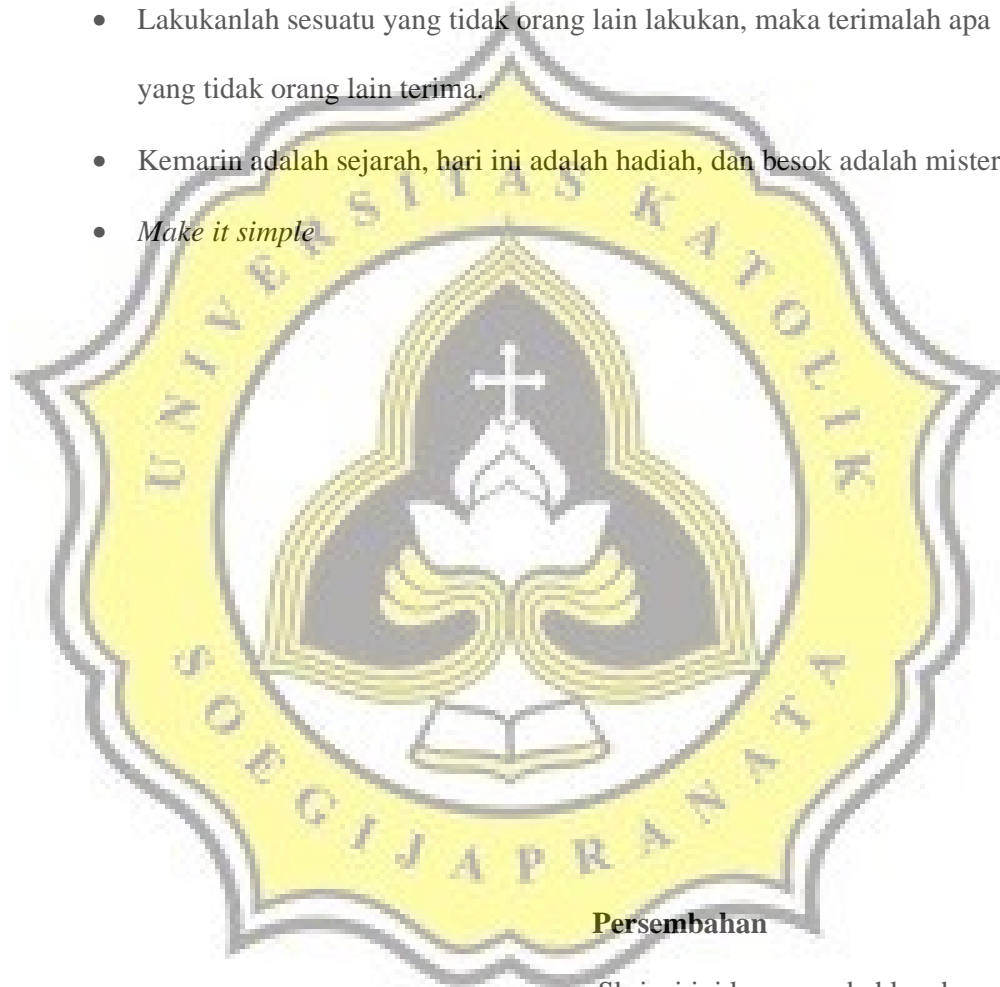 • Lakukanlah sesuatu yang tidak orang lain lakukan, maka terimalah apa
yang tidak orang lain terima.
• Kemarin adalah sejarah, hari ini adalah hadiah, dan besok adalah mister
• Make it simple
UNIVERSITAS KATOLIK
SOEGIJAPRANATA
Persembahan